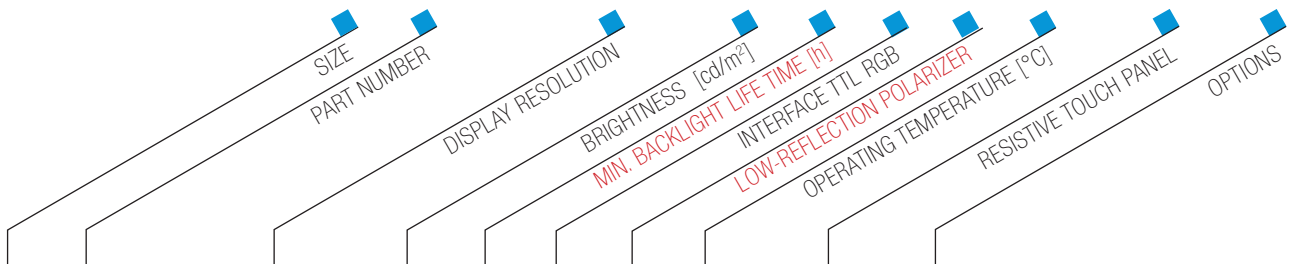 SIZE
PART NUMBER
DISPLAY RESOLUTION
BRIGHTNESS [cd/m²]
MIN. BACKLIGHT LIFE TIME [h]
INTERFACE TTL RGB
LOW-REFLECTION POLARIZER
OPERATING TEMPERATURE [°C]
RESISTIVE TOUCH PANEL
OPTIONS